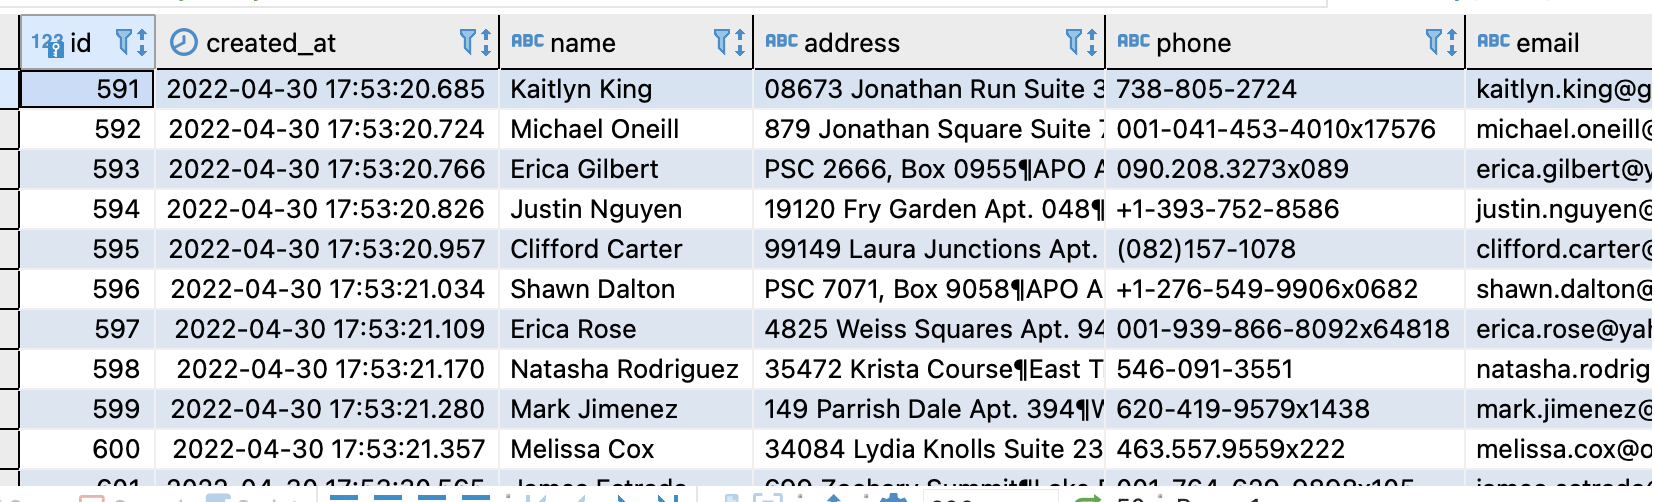 123 id created_at ABC name ABC address ABC phone ABC email
591 2022-04-30 17:53:20.685 Kaitlyn King 08673 Jonathan Run Suite 3 738-805-2724 kaitlyn.king@g
592 2022-04-30 17:53:20.724 Michael Oneill 879 Jonathan Square Suite 7 001-041-453-4010x17576 michael.oneill@
593 2022-04-30 17:53:20.766 Erica Gilbert PSC 2666, Box 0955¶APO A 090.208.3273x089 erica.gilbert@y
594 2022-04-30 17:53:20.826 Justin Nguyen 19120 Fry Garden Apt. 048¶ +1-393-752-8586 justin.nguyen@
595 2022-04-30 17:53:20.957 Clifford Carter 99149 Laura Junctions Apt. (082)157-1078 clifford.carter@
596 2022-04-30 17:53:21.034 Shawn Dalton PSC 7071, Box 9058¶APO A +1-276-549-9906x0682 shawn.dalton@
597 2022-04-30 17:53:21.109 Erica Rose 4825 Weiss Squares Apt. 94 001-939-866-8092x64818 erica.rose@yah
598 2022-04-30 17:53:21.170 Natasha Rodriguez 35472 Krista Course¶East T 546-091-3551 natasha.rodrig
599 2022-04-30 17:53:21.280 Mark Jimenez 149 Parrish Dale Apt. 394¶W 620-419-9579x1438 mark.jimenez@
600 2022-04-30 17:53:21.357 Melissa Cox 34084 Lydia Knolls Suite 23 463.557.9559x222 melissa.cox@o